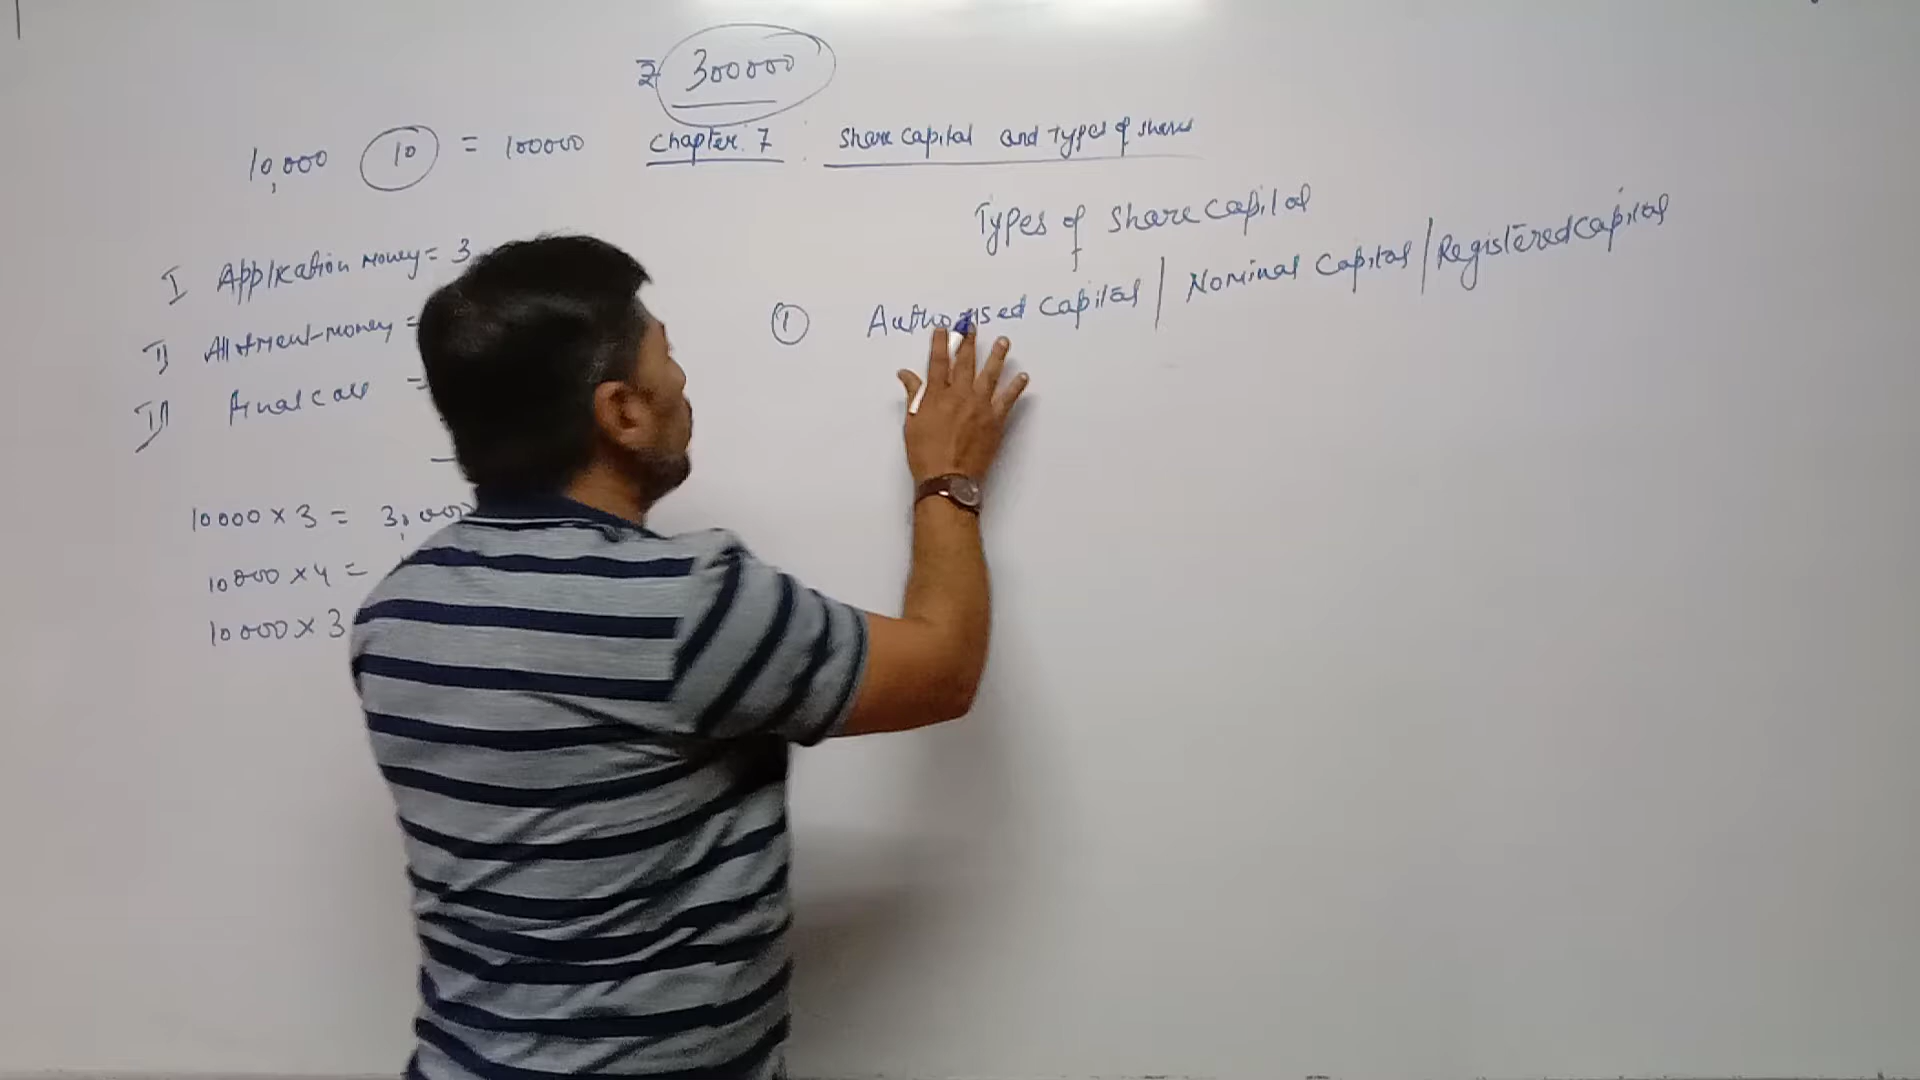 ₹ 300000
10,000 10 = 100000
Chapter. 7 : Share Capital and Types of Shares
I Application Money = 3
II Allotment-money =
III Final Call =
10000 × 3 = 3,000
10000 × 4 =
10000 × 3
Types of Share Capital
① Authorised Capital / Nominal Capital / Registered Capital